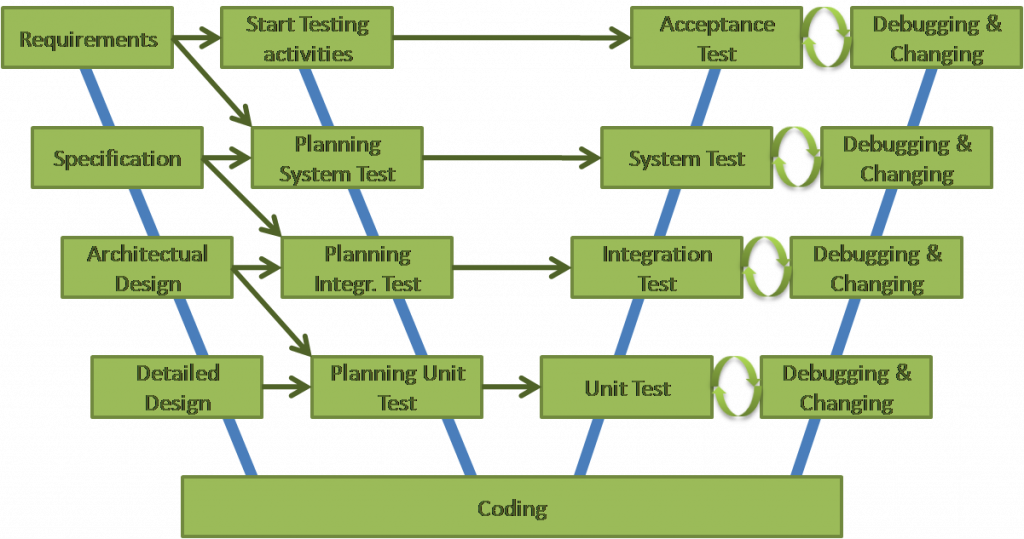 Requirements
Start Testing
activities
Acceptance
Test
Debugging &
Changing
Specification
Planning
System Test
System Test
Debugging &
Changing
Architectual
Design
Planning
Integr. Test
Integration
Test
Debugging &
Changing
Detailed
Design
Planning Unit
Test
Unit Test
Debugging &
Changing
Coding